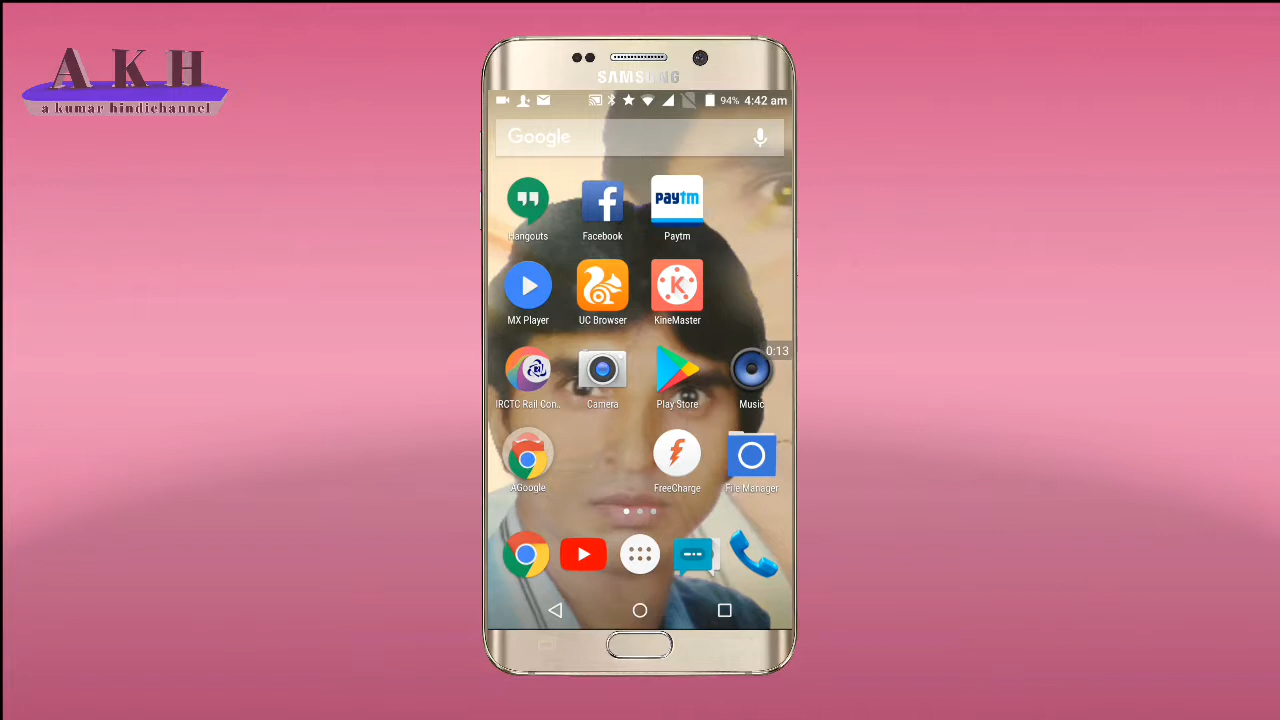 A K H
a kumar hindichannel
SAMSUNG
94% 4:42 am
Google
Hangouts Facebook Paytm
paytm
MX Player UC Browser KineMaster
K
0:13
IRCTC Rail Con.. Camera Play Store Music
AGoogle FreeCharge File Manager